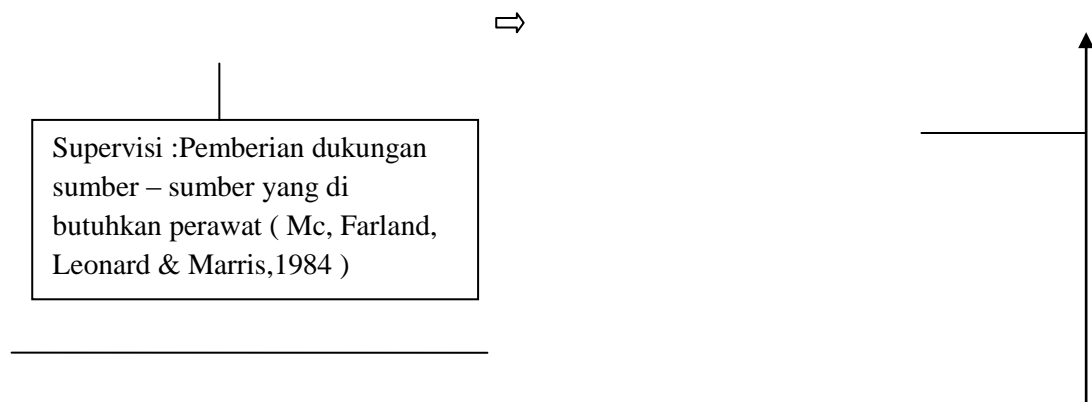 Supervisi :Pemberian dukungan
sumber – sumber yang di
butuhkan perawat ( Mc, Farland,
Leonard & Marris,1984 )